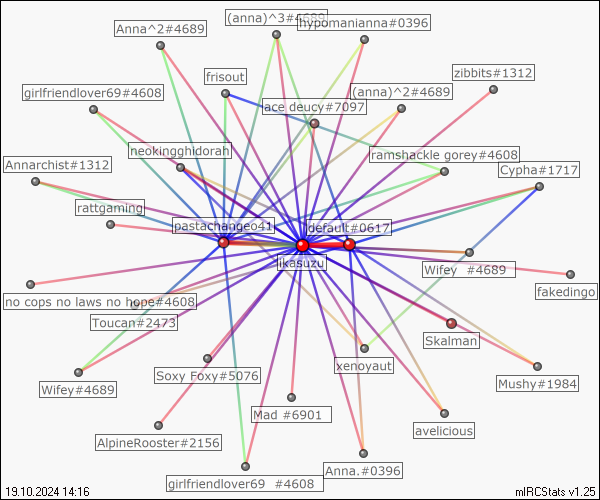 Anna^2#4689
(anna)^3#4689
hypomanianna#0396
frisout
zibbits#1312
girlfriendlover69#4608
ace deucy#7097
(anna)^2#4689
neokingghidorah
ramshackle gorey#4608
Annarchist#1312
Cypha#1717
rattgaming
pastachangeo41
default#0617
ikasuzu
Wifey #4689
fakedingo
no cops no laws no hope#4608
Toucan#2473
Skalman
xenoyaut
Wifey#4689
Soxy Foxy#5076
Mushy#1984
Mad #6901
avelicious
AlpineRooster#2156
Anna.#0396
girlfriendlover69 #4608
19.10.2024 14:16
mIRCStats v1.25